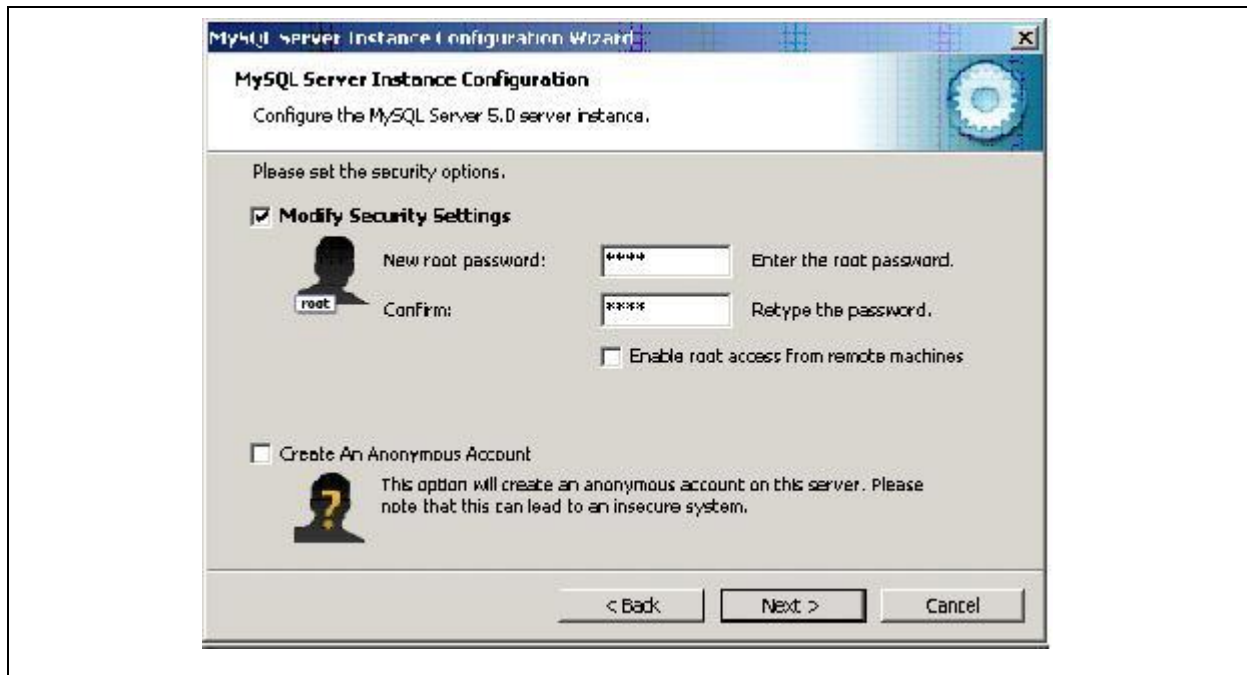 MySQL Server Instance Configuration Wizard
MySQL Server Instance Configuration
Configure the MySQL Server 5.0 server instance.
Please set the security options.
Modify Security Settings
root
New root password: **** Enter the root password.
Confirm: **** Retype the password.
Enable root access from remote machines
Create An Anonymous Account
?
This option will create an anonymous account on this server. Please
note that this can lead to an insecure system.
< Back Next > Cancel